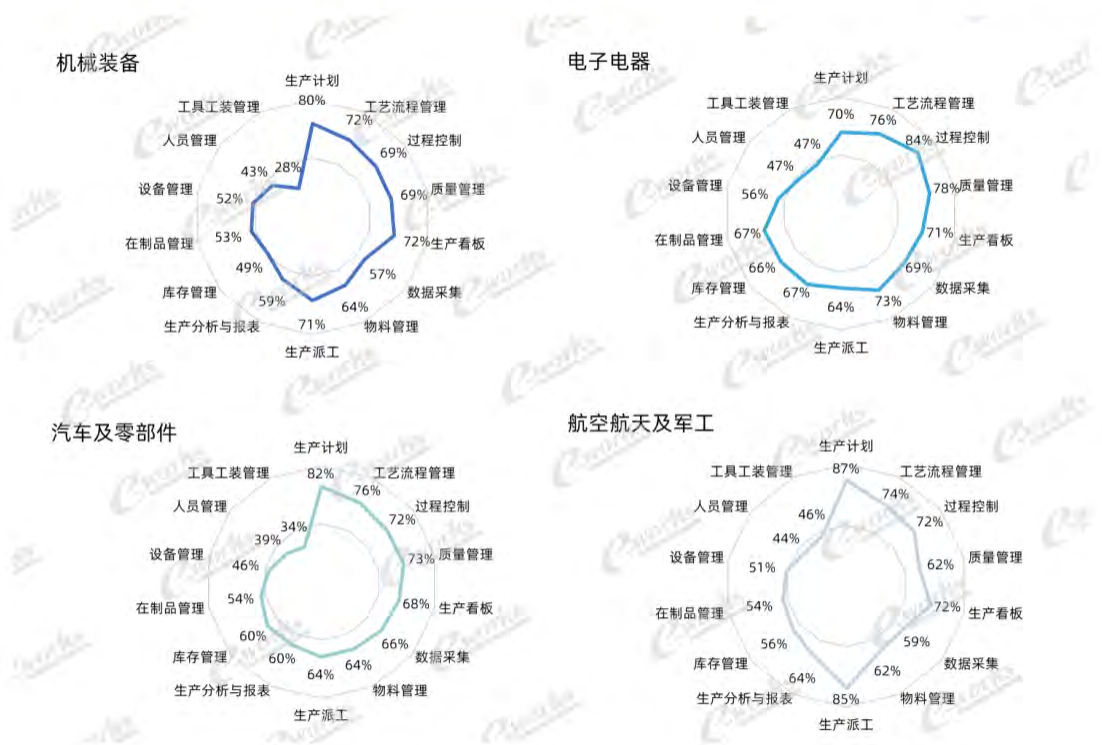 机械装备
生产计划
80%
工艺流程管理
72%
过程控制
69%
质量管理
69%
生产看板
72%
数据采集
57%
物料管理
64%
生产派工
71%
生产分析与报表
59%
库存管理
49%
在制品管理
53%
设备管理
52%
人员管理
43%
工具工装管理
28%
电子电器
生产计划
70%
工艺流程管理
76%
过程控制
84%
质量管理
78%
生产看板
71%
数据采集
69%
物料管理
73%
生产派工
64%
生产分析与报表
67%
库存管理
66%
在制品管理
67%
设备管理
56%
人员管理
47%
工具工装管理
47%
汽车及零部件
生产计划
82%
工艺流程管理
76%
过程控制
72%
质量管理
73%
生产看板
68%
数据采集
66%
物料管理
64%
生产派工
64%
生产分析与报表
60%
库存管理
60%
在制品管理
54%
设备管理
46%
人员管理
39%
工具工装管理
34%
航空航天及军工
生产计划
87%
工艺流程管理
74%
过程控制
72%
质量管理
62%
生产看板
72%
数据采集
59%
物料管理
62%
生产派工
85%
生产分析与报表
64%
库存管理
56%
在制品管理
54%
设备管理
51%
人员管理
44%
工具工装管理
46%
e-works